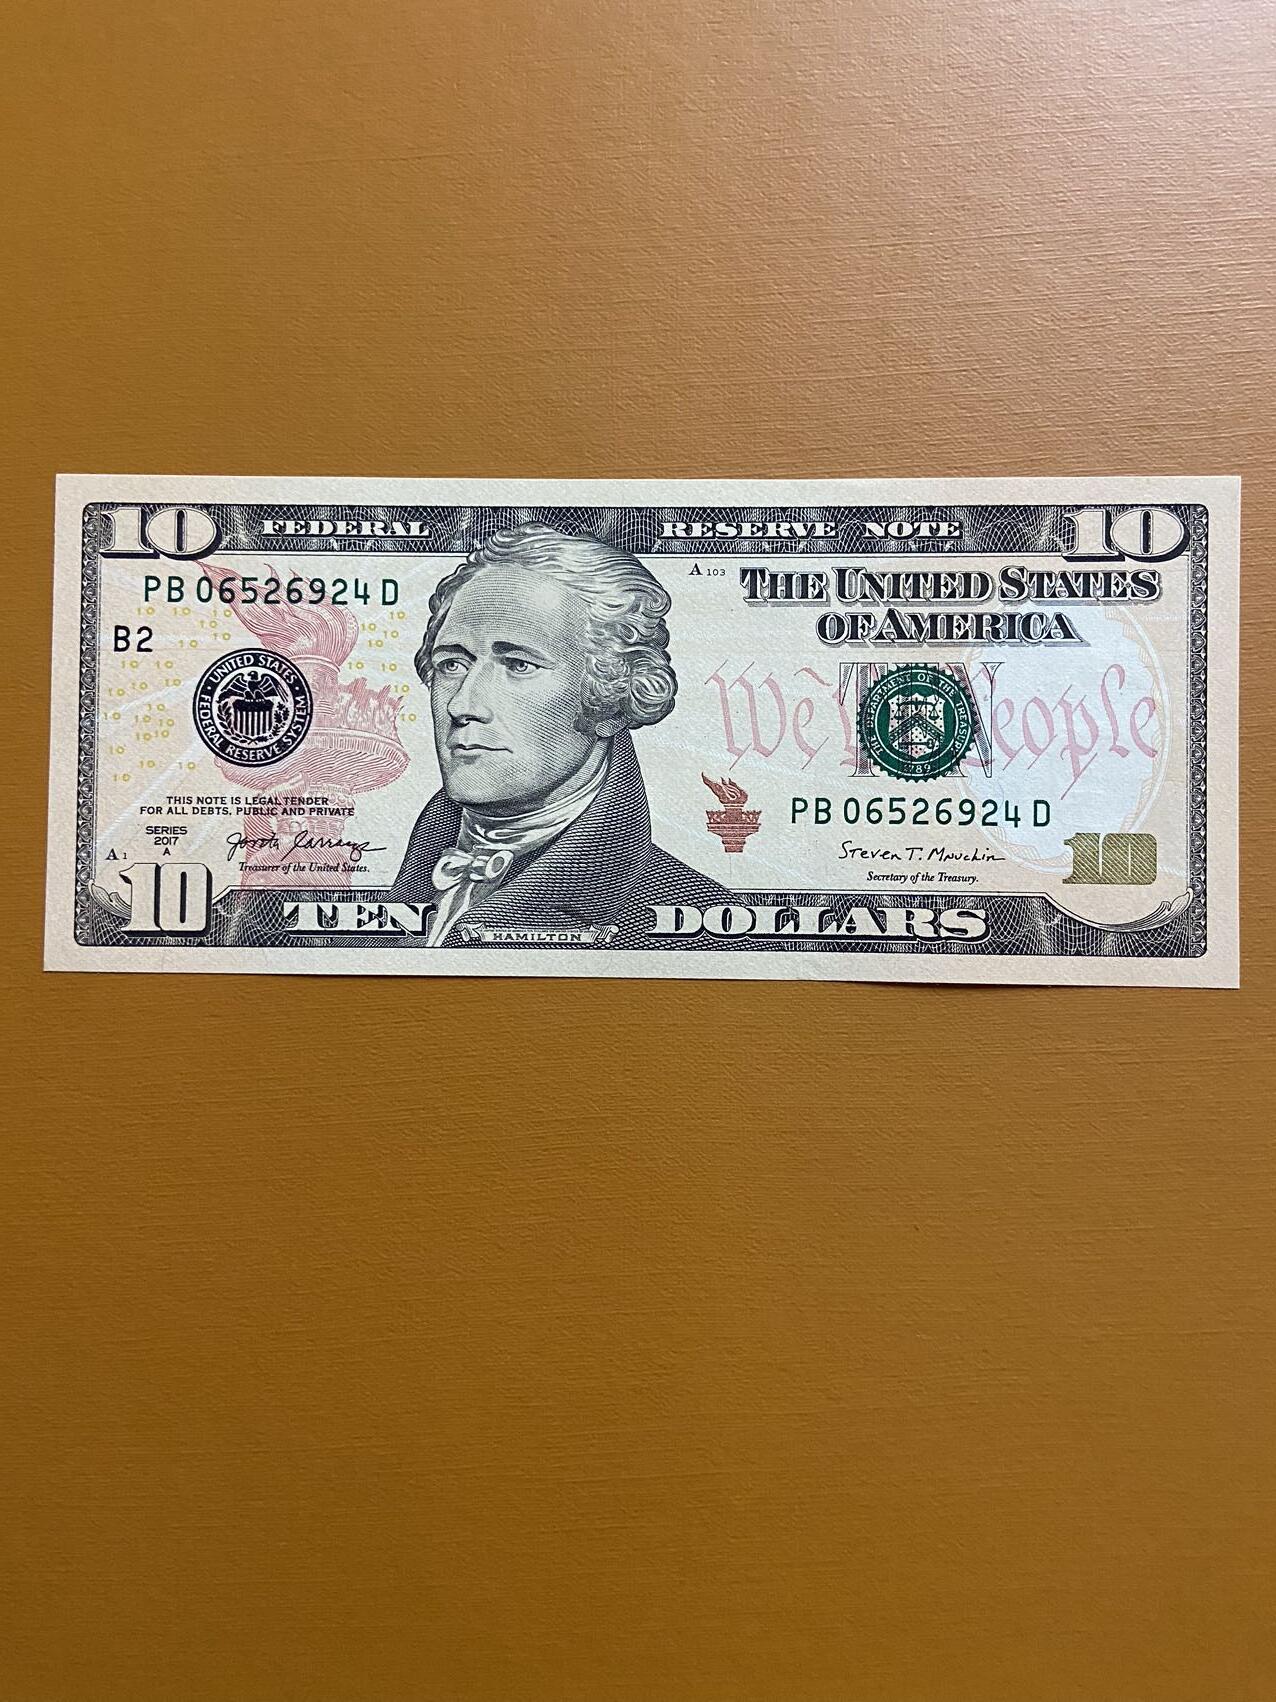 10 FEDERAL RESERVE NOTE 10
PB 06526924 D
A 103
THE UNITED STATES
OF AMERICA
B2
UNITED STATES FEDERAL RESERVE SYSTEM
We People
TEN
THE DEPARTMENT OF THE TREASURY
1789
PB 06526924 D
THIS NOTE IS LEGAL TENDER
FOR ALL DEBTS, PUBLIC AND PRIVATE
SERIES
2017
A
A 1
Treasurer of the United States.
Steven T. Mnuchin
Secretary of the Treasury.
10
10 TEN DOLLARS
HAMILTON